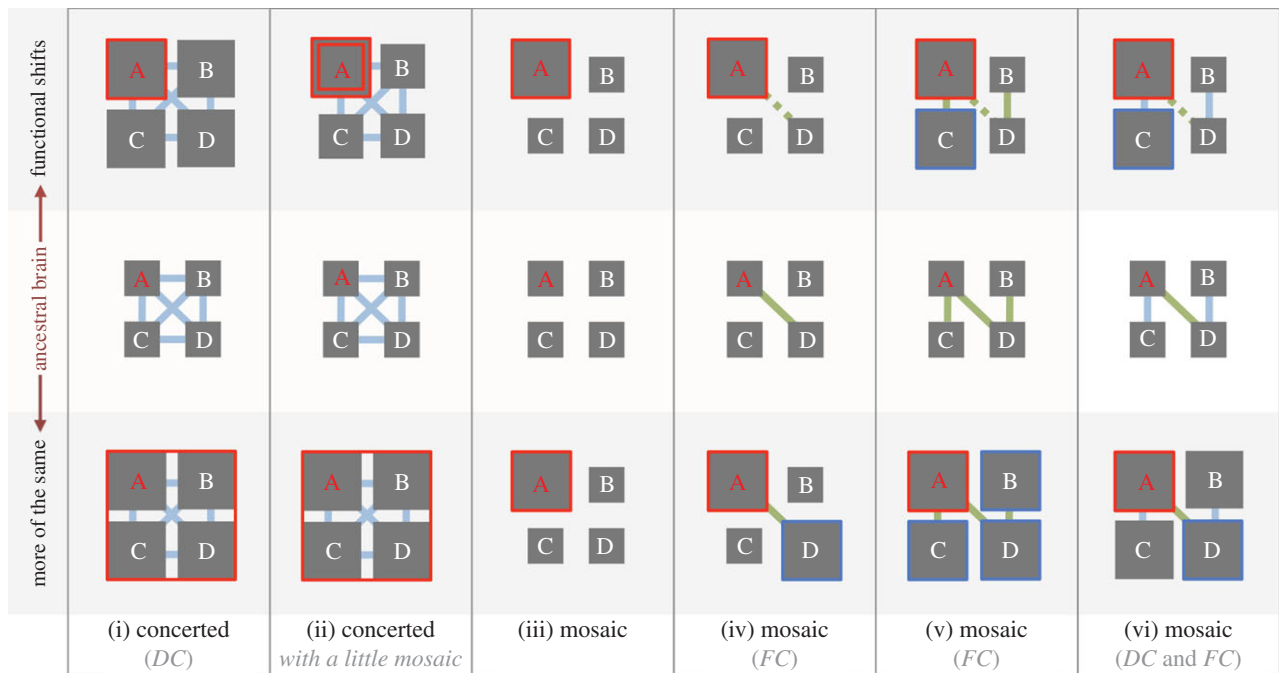 functional shifts
ancestral brain
more of the same
A B A B A B A B A B A B
C D C D C D C D C D C D
A B A B A B A B A B A B
C D C D C D C D C D C D
A B A B A B A B A B A B
C D C D C D C D C D C D
(i) concerted (ii) concerted (iii) mosaic (iv) mosaic (v) mosaic (vi) mosaic
(DC) with a little mosaic (FC) (FC) (DC and FC)